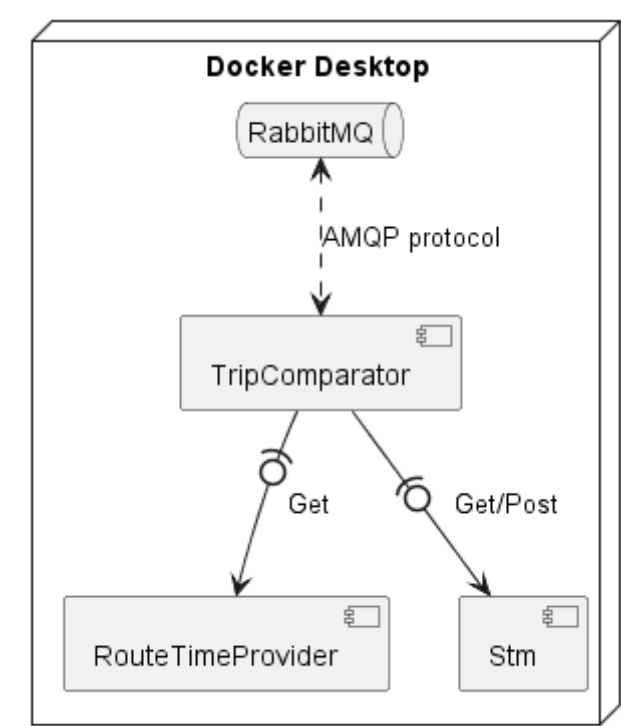 Docker Desktop
RabbitMQ
AMQP protocol
TripComparator
Get
Get/Post
RouteTimeProvider
Stm